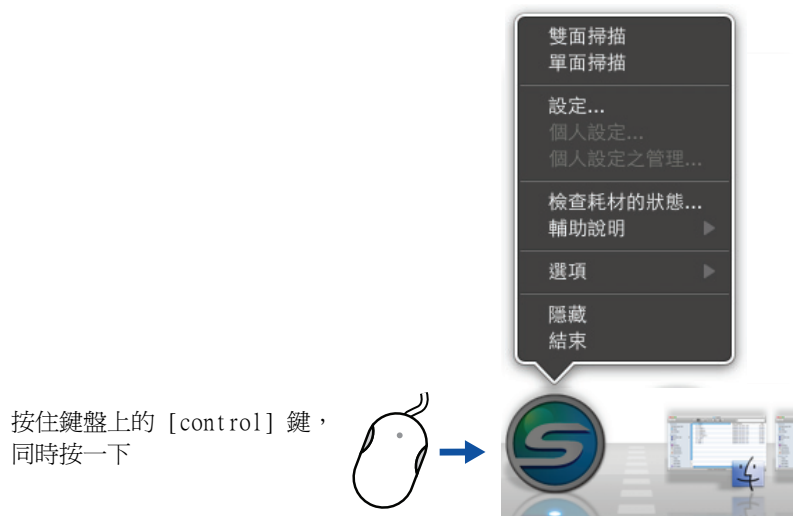 雙面掃描
單面掃描
設定...
個人設定...
個人設定之管理...
檢查耗材的狀態...
輔助說明
選項
隱藏
結束
按住鍵盤上的 [control] 鍵，
同時按一下